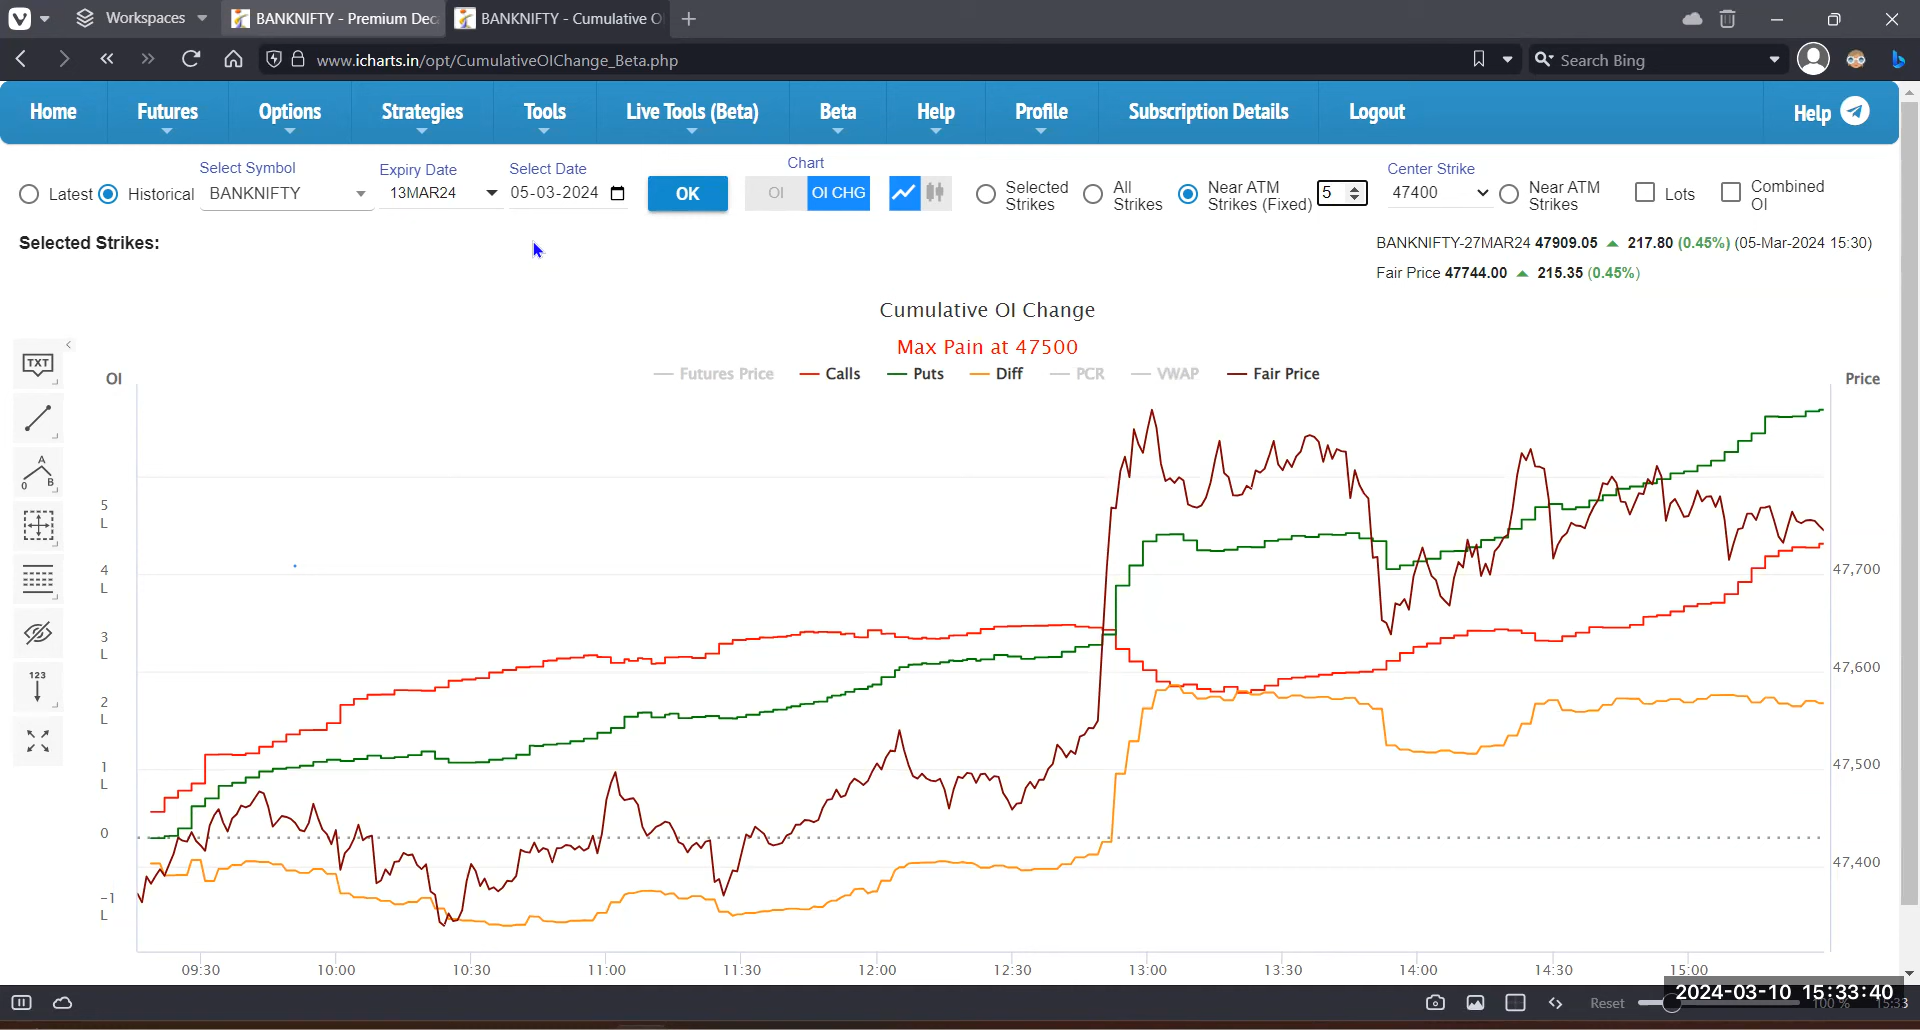 Workspaces
BANKNIFTY - Premium Dec
BANKNIFTY - Cumulative O
www.icharts.in/opt/CumulativeOIChange_Beta.php
Search Bing
Home
Futures
Options
Strategies
Tools
Live Tools (Beta)
Beta
Help
Profile
Subscription Details
Logout
Help
Latest
Historical
Select Symbol
BANKNIFTY
Expiry Date
13MAR24
Select Date
05-03-2024
OK
Chart
OI
OI CHG
Selected
Strikes
All
Strikes
Near ATM
Strikes (Fixed)
5
Center Strike
47400
Near ATM
Strikes
Lots
Combined
OI
Selected Strikes:
BANKNIFTY-27MAR24 47909.05 ▲ 217.80 (0.45%) (05-Mar-2024 15:30)
Fair Price 47744.00 ▲ 215.35 (0.45%)
Cumulative OI Change
Max Pain at 47500
Futures Price
Calls
Puts
Diff
PCR
VWAP
Fair Price
TXT
A
0 B
123
OI
5
L
4
L
3
L
2
L
1
L
0
-1
L
Price
47,700
47,600
47,500
47,400
09:30
10:00
10:30
11:00
11:30
12:00
12:30
13:00
13:30
14:00
14:30
15:00
Reset
100 %
15:33
2024-03-10 15:33:40